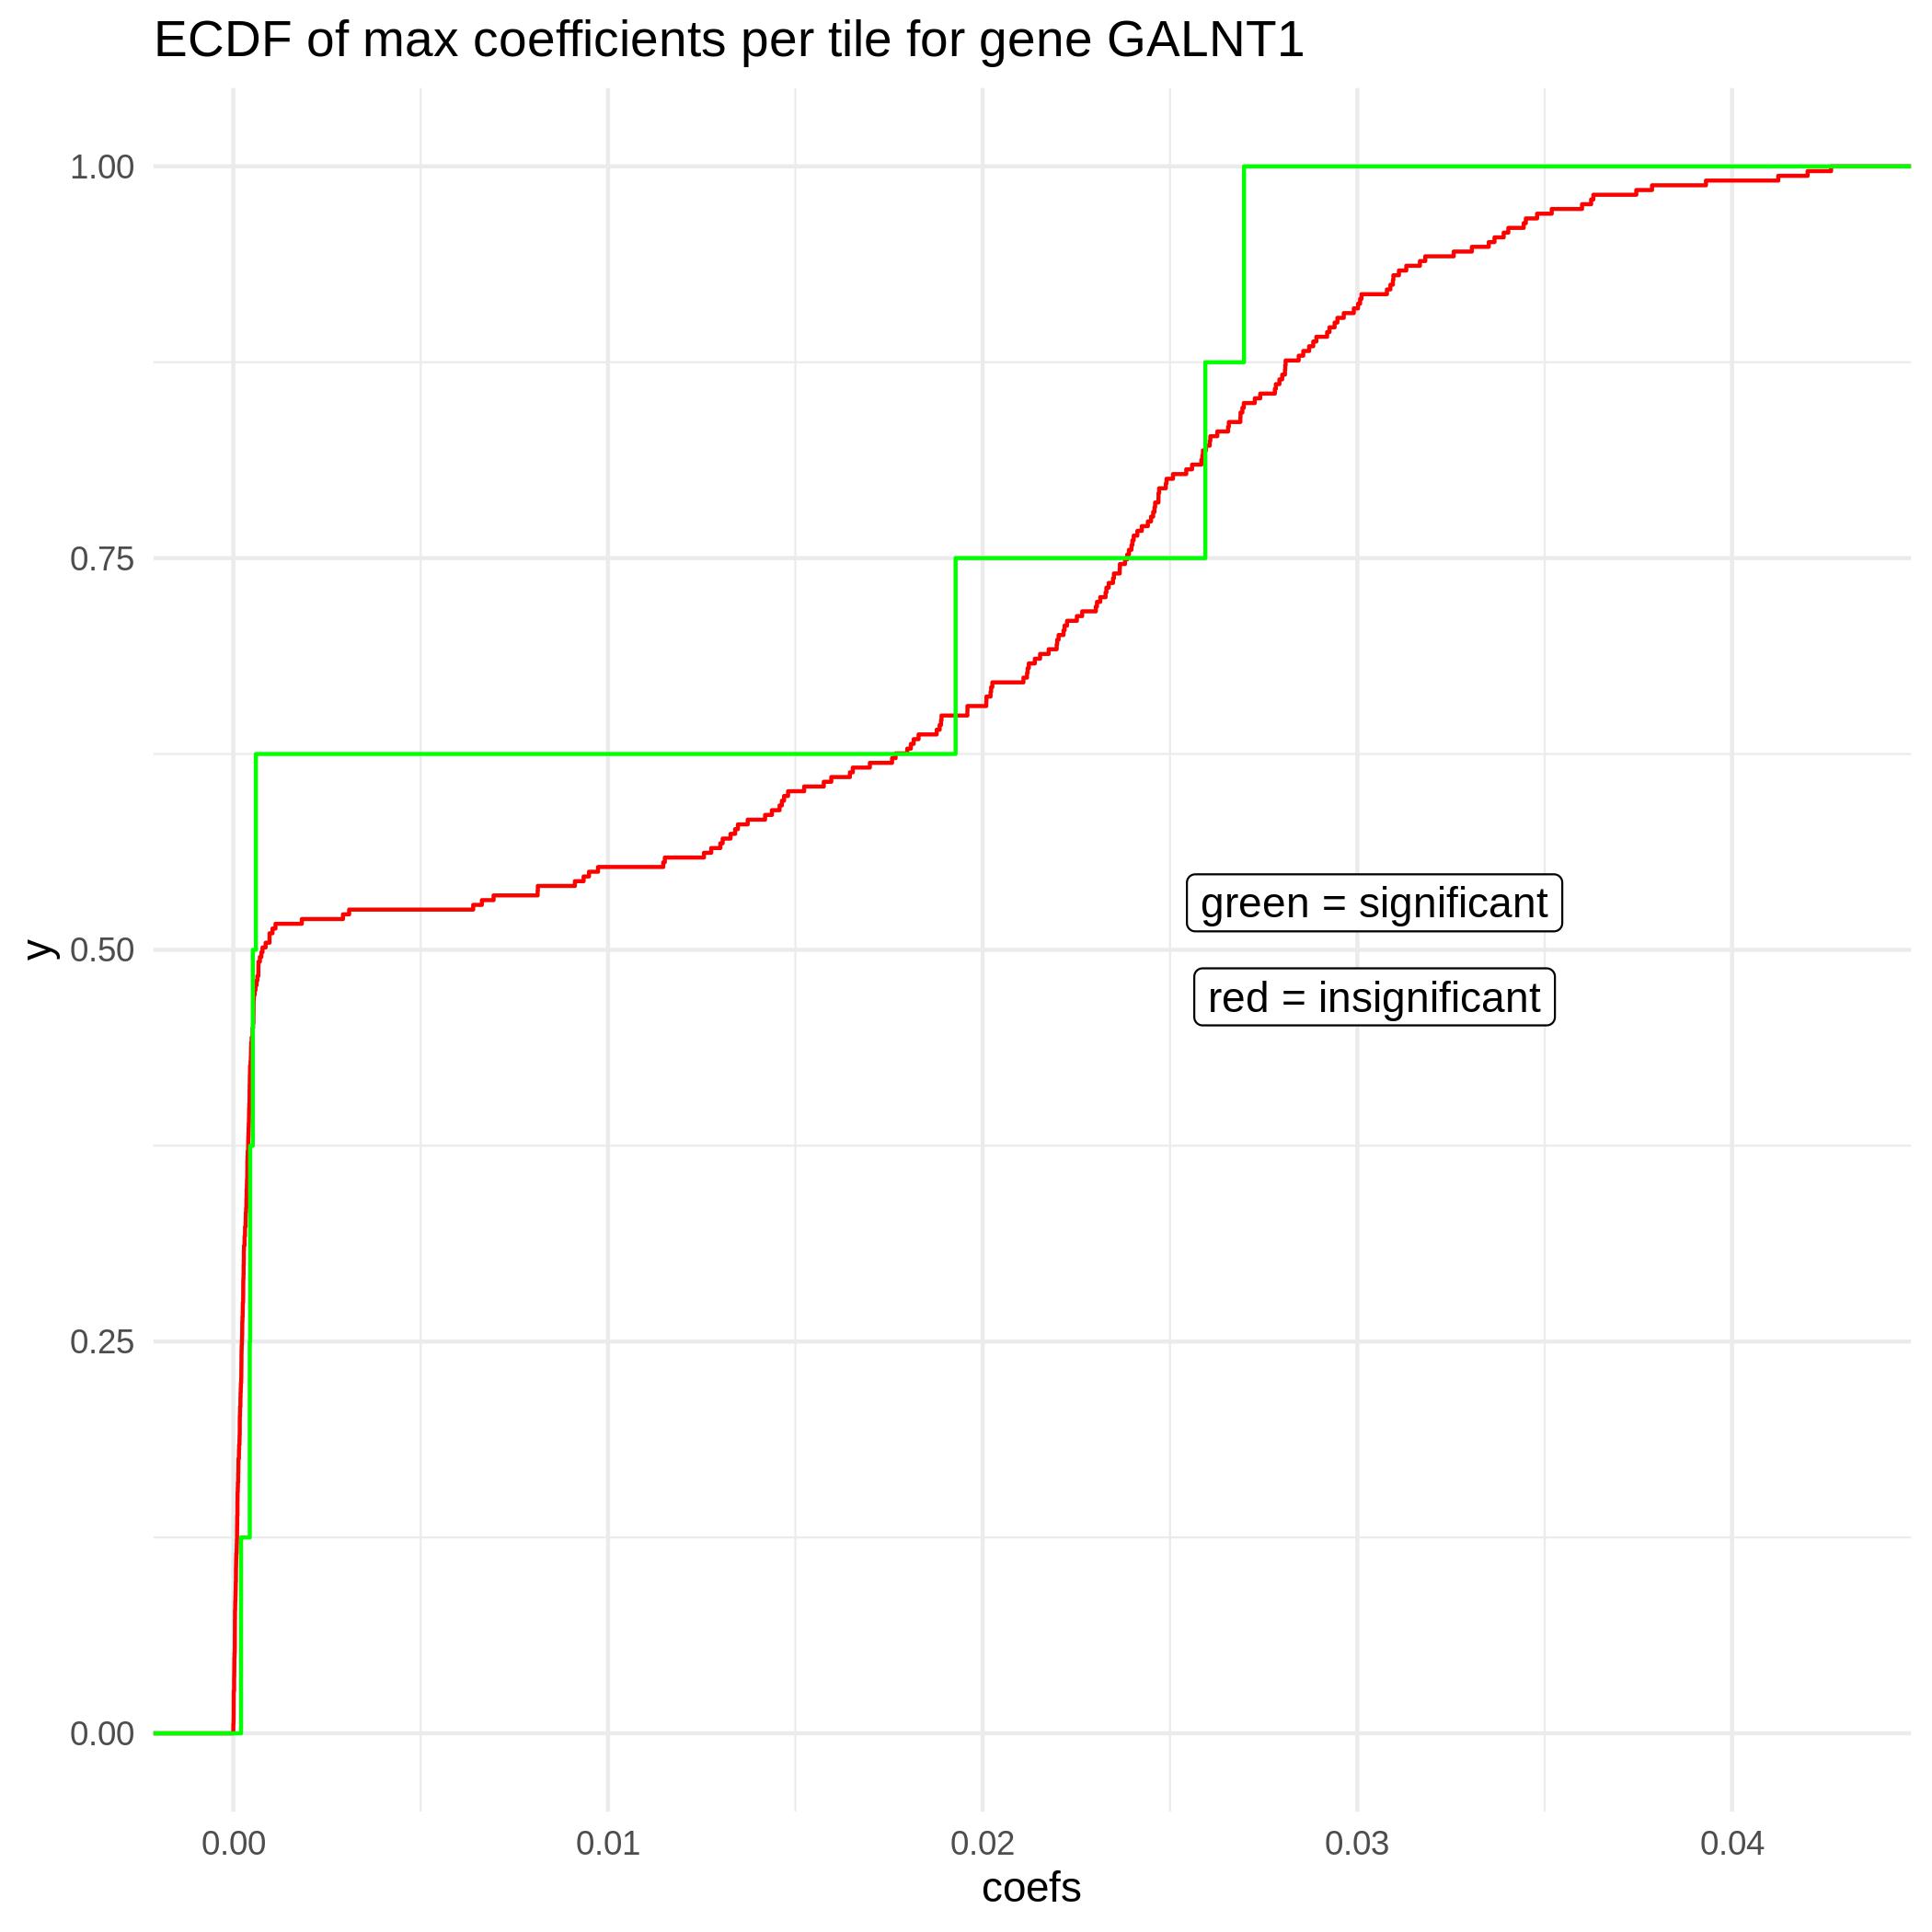 ECDF of max coefficients per tile for gene GALNT1
1.00
0.75
0.50
0.25
0.00
y
green = significant
red = insignificant
0.00 0.01 0.02 0.03 0.04
coefs